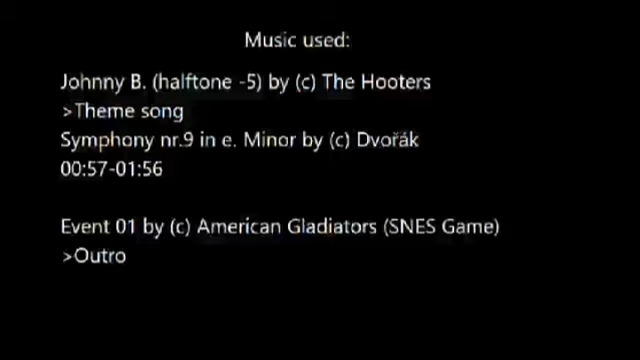 Music used:
Johnny B. (halftone -5) by (c) The Hooters
>Theme song
Symphony nr.9 in e. Minor by (c) Dvořák
00:57-01:56
Event 01 by (c) American Gladiators (SNES Game)
>Outro